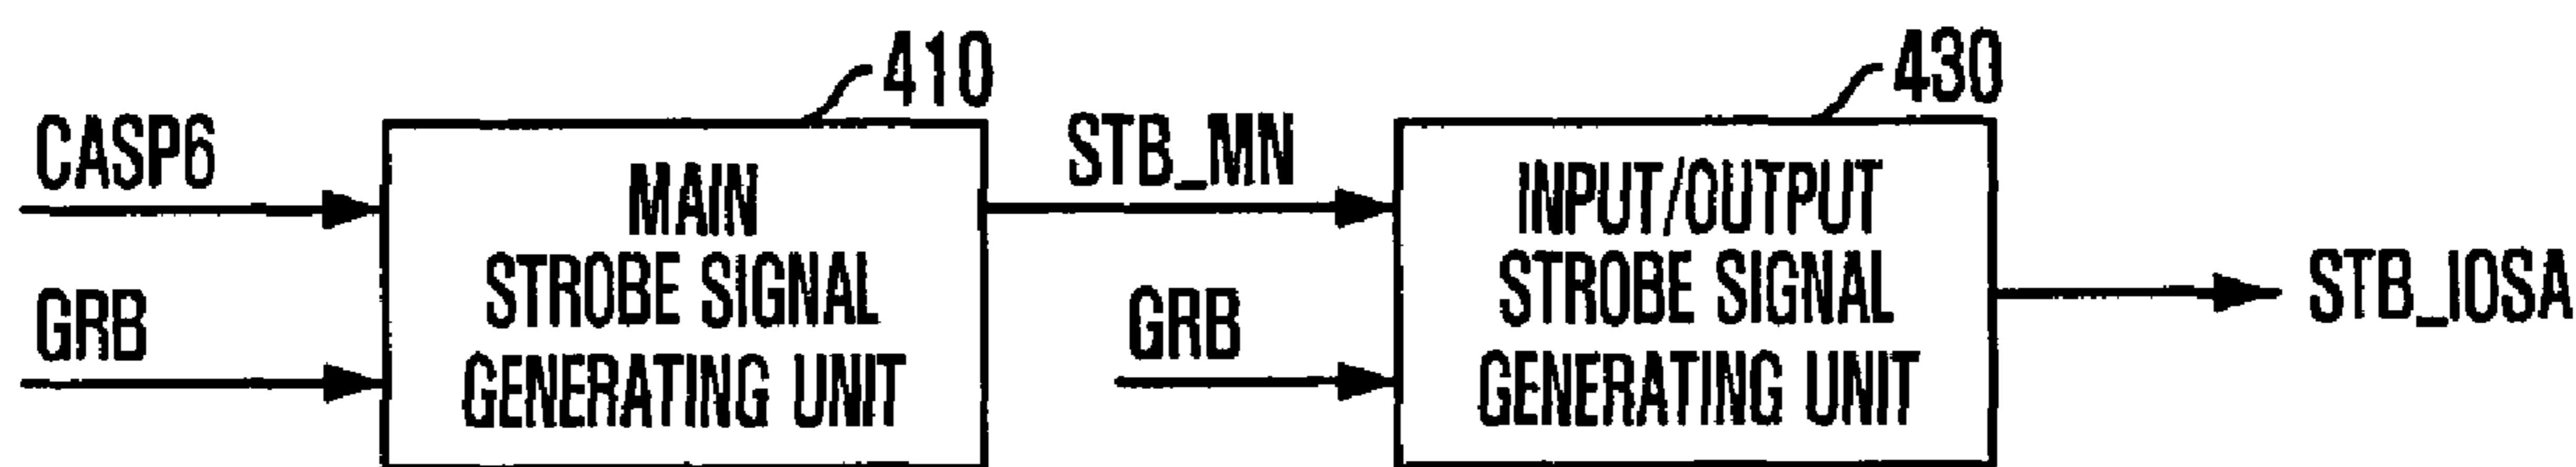 410
CASP6
GRB
MAIN
STROBE SIGNAL
GENERATING UNIT
STB_MN
GRB
430
INPUT/OUTPUT
STROBE SIGNAL
GENERATING UNIT
STB_IOSA